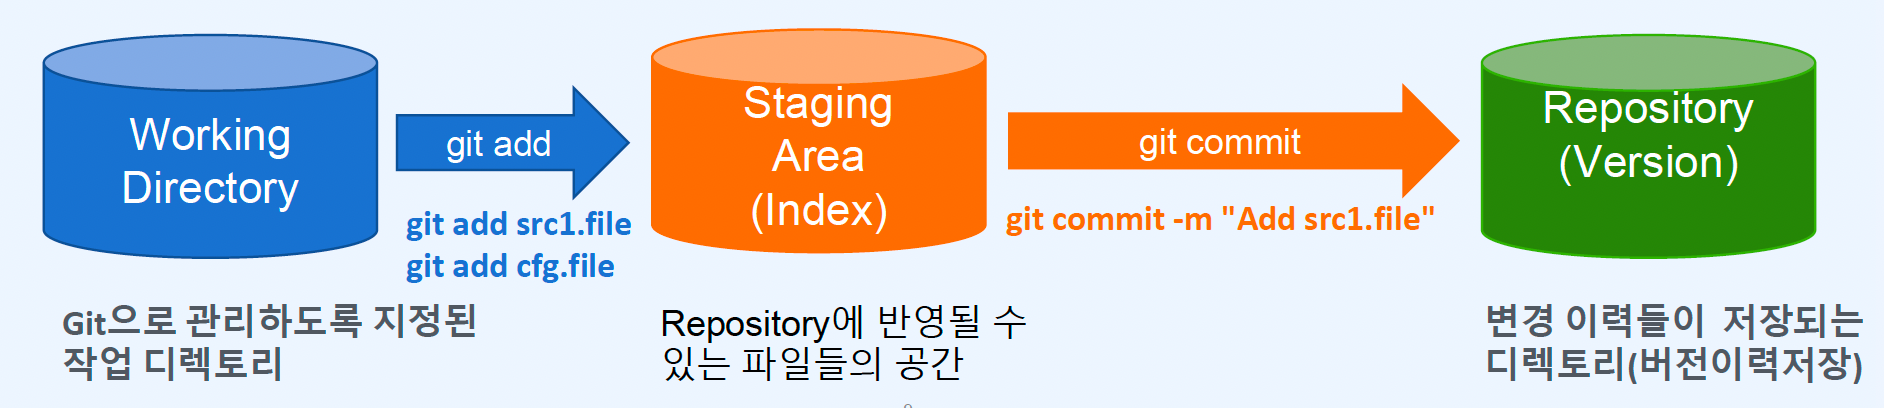 Working
Directory
git add
git add src1.file
git add cfg.file
Staging
Area
(Index)
git commit
git commit -m "Add src1.file"
Repository
(Version)
Git으로 관리하도록 지정된
작업 디렉토리
Repository에 반영될 수
있는 파일들의 공간
변경 이력들이 저장되는
디렉토리(버전이력저장)